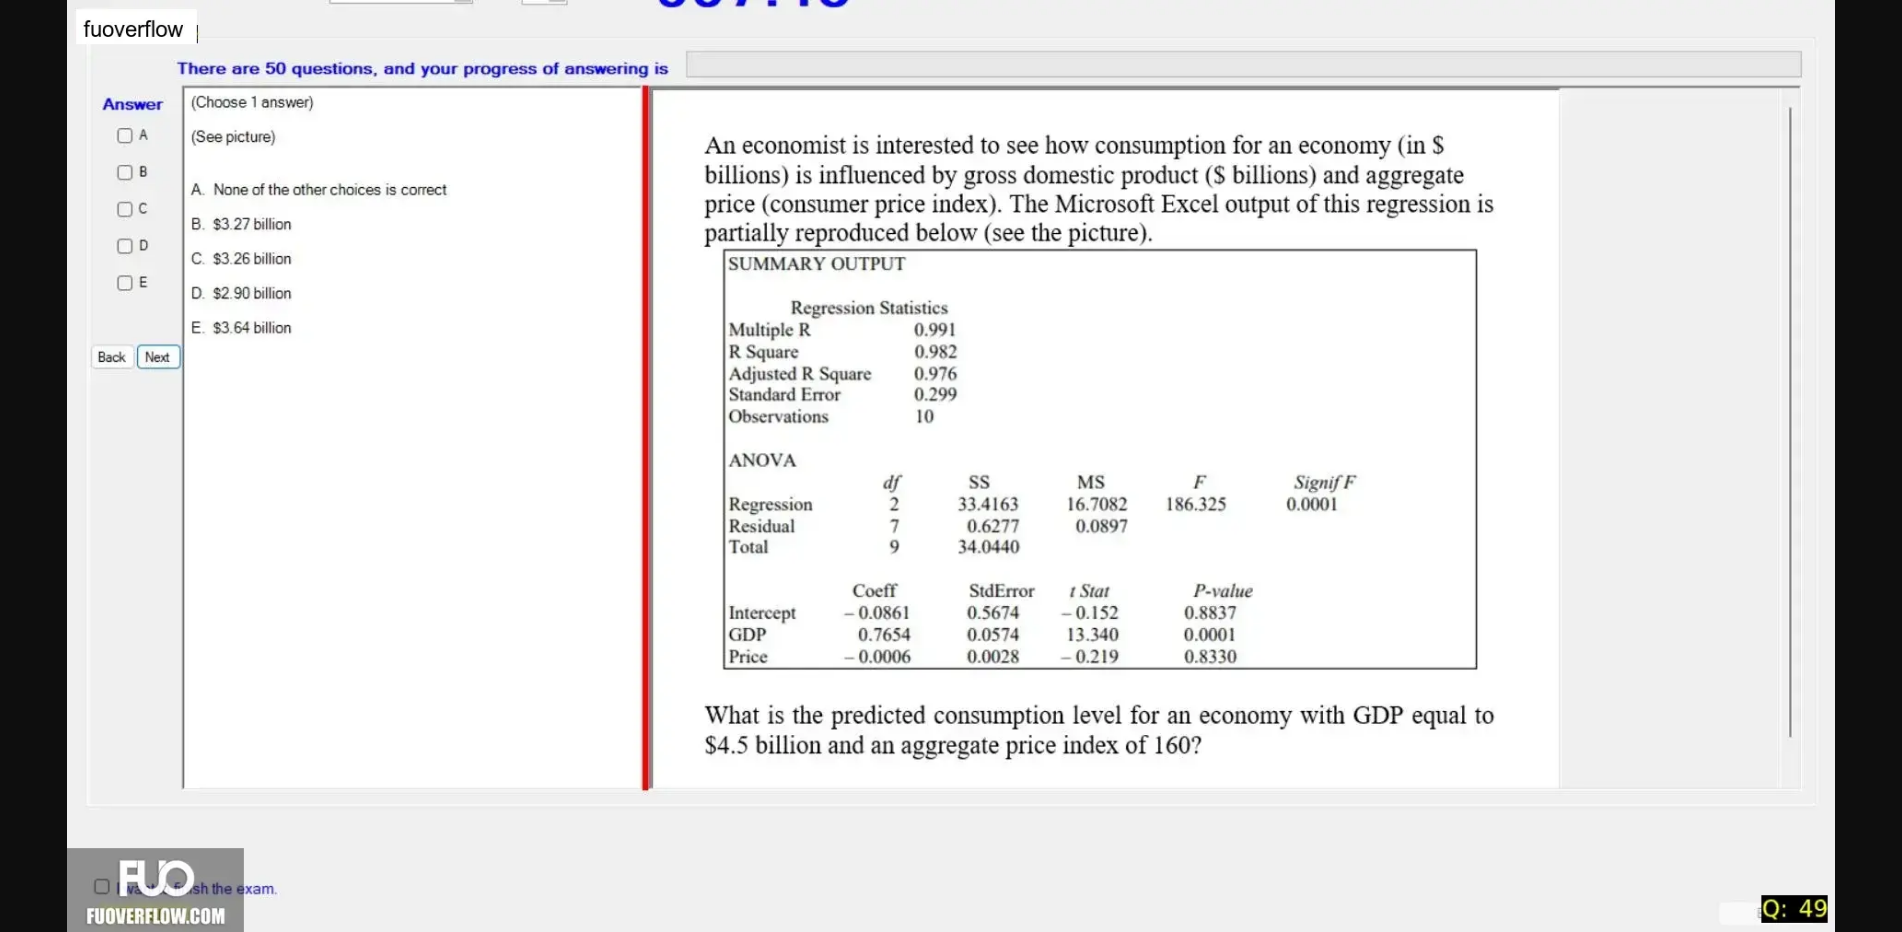 fuoverflow
There are 50 questions, and your progress of answering is
Answer
A
B
C
D
E
Back Next
(Choose 1 answer)
(See picture)
A. None of the other choices is correct
B. $3.27 billion
C. $3.26 billion
D. $2.90 billion
E. $3.64 billion
An economist is interested to see how consumption for an economy (in $
billions) is influenced by gross domestic product ($ billions) and aggregate
price (consumer price index). The Microsoft Excel output of this regression is
partially reproduced below (see the picture).
SUMMARY OUTPUT
Regression Statistics
Multiple R 0.991
R Square 0.982
Adjusted R Square 0.976
Standard Error 0.299
Observations 10
ANOVA
df SS MS F Signif F
Regression 2 33.4163 16.7082 186.325 0.0001
Residual 7 0.6277 0.0897
Total 9 34.0440
Coeff StdError t Stat P-value
Intercept – 0.0861 0.5674 – 0.152 0.8837
GDP 0.7654 0.0574 13.340 0.0001
Price – 0.0006 0.0028 – 0.219 0.8330
What is the predicted consumption level for an economy with GDP equal to
$4.5 billion and an aggregate price index of 160?
the exam.
FUO
FUOVERFLOW.COM
Q: 49